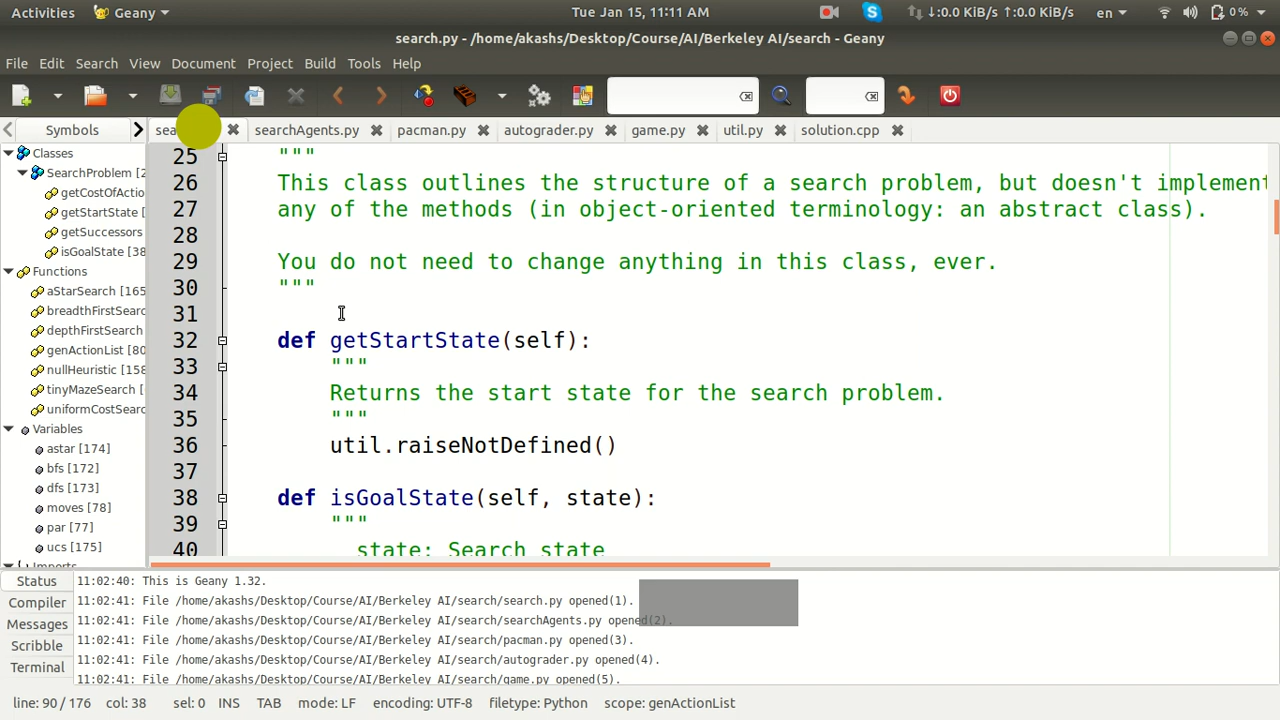 Activities Geany Tue Jan 15, 11:11 AM ↓:0.0 KiB/s ↑:0.0 KiB/s en 0%
search.py - /home/akashs/Desktop/Course/AI/Berkeley AI/search - Geany
File Edit Search View Document Project Build Tools Help
Symbols sea searchAgents.py pacman.py autograder.py game.py util.py solution.cpp
Classes
SearchProblem [2
getCostOfActio
getStartState [
getSuccessors
isGoalState [38
Functions
aStarSearch [165
breadthFirstSearc
depthFirstSearch
genActionList [80
nullHeuristic [158
tinyMazeSearch [
uniformCostSearc
Variables
astar [174]
bfs [172]
dfs [173]
moves [78]
par [77]
ucs [175]
Imports
25 """
26 This class outlines the structure of a search problem, but doesn't implement
27 any of the methods (in object-oriented terminology: an abstract class).
28
29 You do not need to change anything in this class, ever.
30 """
31
32 def getStartState(self):
33 """
34 Returns the start state for the search problem.
35 """
36 util.raiseNotDefined()
37
38 def isGoalState(self, state):
39 """
40 state: Search state
Status
Compiler
Messages
Scribble
Terminal
11:02:40: This is Geany 1.32.
11:02:41: File /home/akashs/Desktop/Course/AI/Berkeley AI/search/search.py opened(1).
11:02:41: File /home/akashs/Desktop/Course/AI/Berkeley AI/search/searchAgents.py opened(2).
11:02:41: File /home/akashs/Desktop/Course/AI/Berkeley AI/search/pacman.py opened(3).
11:02:41: File /home/akashs/Desktop/Course/AI/Berkeley AI/search/autograder.py opened(4).
11:02:41: File /home/akashs/Desktop/Course/AI/Berkeley AI/search/game.py opened(5).
line: 90 / 176 col: 38 sel: 0 INS TAB mode: LF encoding: UTF-8 filetype: Python scope: genActionList